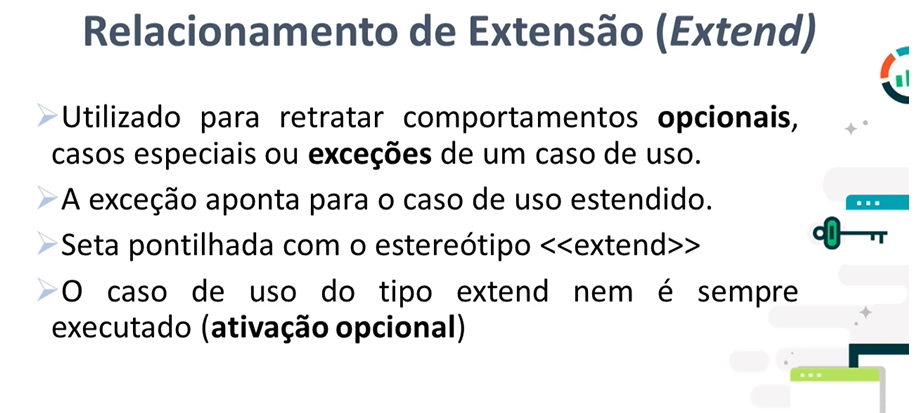 Relacionamento de Extensão (Extend)
Utilizado para retratar comportamentos opcionais,
casos especiais ou exceções de um caso de uso.
A exceção aponta para o caso de uso estendido.
Seta pontilhada com o estereótipo <<extend>>
O caso de uso do tipo extend nem é sempre
executado (ativação opcional)